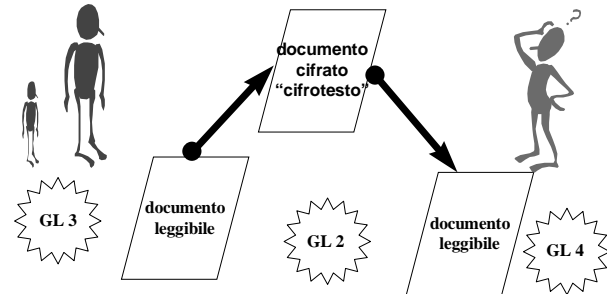 documento
cifrato
“cifrotesto”
?
GL 3
documento
leggibile
GL 2
documento
leggibile
GL 4